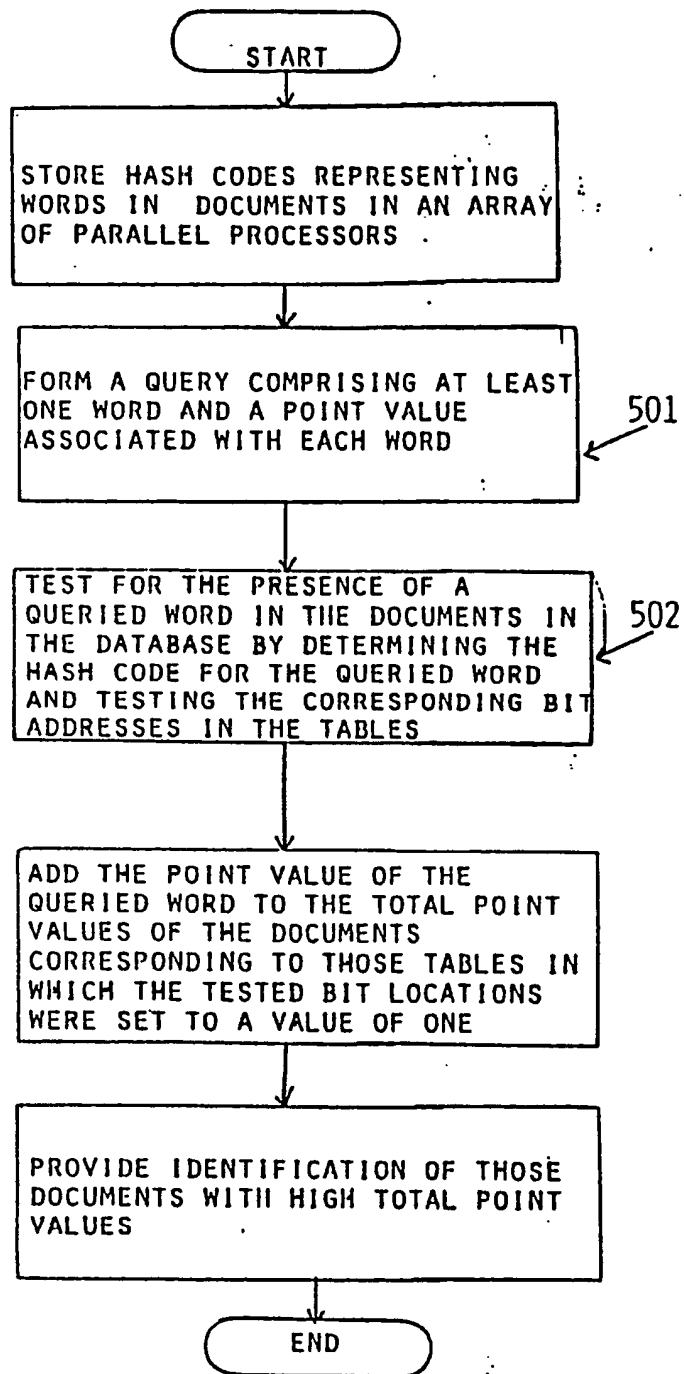 START
STORE HASH CODES REPRESENTING
WORDS IN DOCUMENTS IN AN ARRAY
OF PARALLEL PROCESSORS
FORM A QUERY COMPRISING AT LEAST
ONE WORD AND A POINT VALUE
ASSOCIATED WITH EACH WORD
501
TEST FOR THE PRESENCE OF A
QUERIED WORD IN THE DOCUMENTS IN
THE DATABASE BY DETERMINING THE
HASH CODE FOR THE QUERIED WORD
AND TESTING THE CORRESPONDING BIT
ADDRESSES IN THE TABLES
502
ADD THE POINT VALUE OF THE
QUERIED WORD TO THE TOTAL POINT
VALUES OF THE DOCUMENTS
CORRESPONDING TO THOSE TABLES IN
WHICH THE TESTED BIT LOCATIONS
WERE SET TO A VALUE OF ONE
PROVIDE IDENTIFICATION OF THOSE
DOCUMENTS WITH HIGH TOTAL POINT
VALUES
END